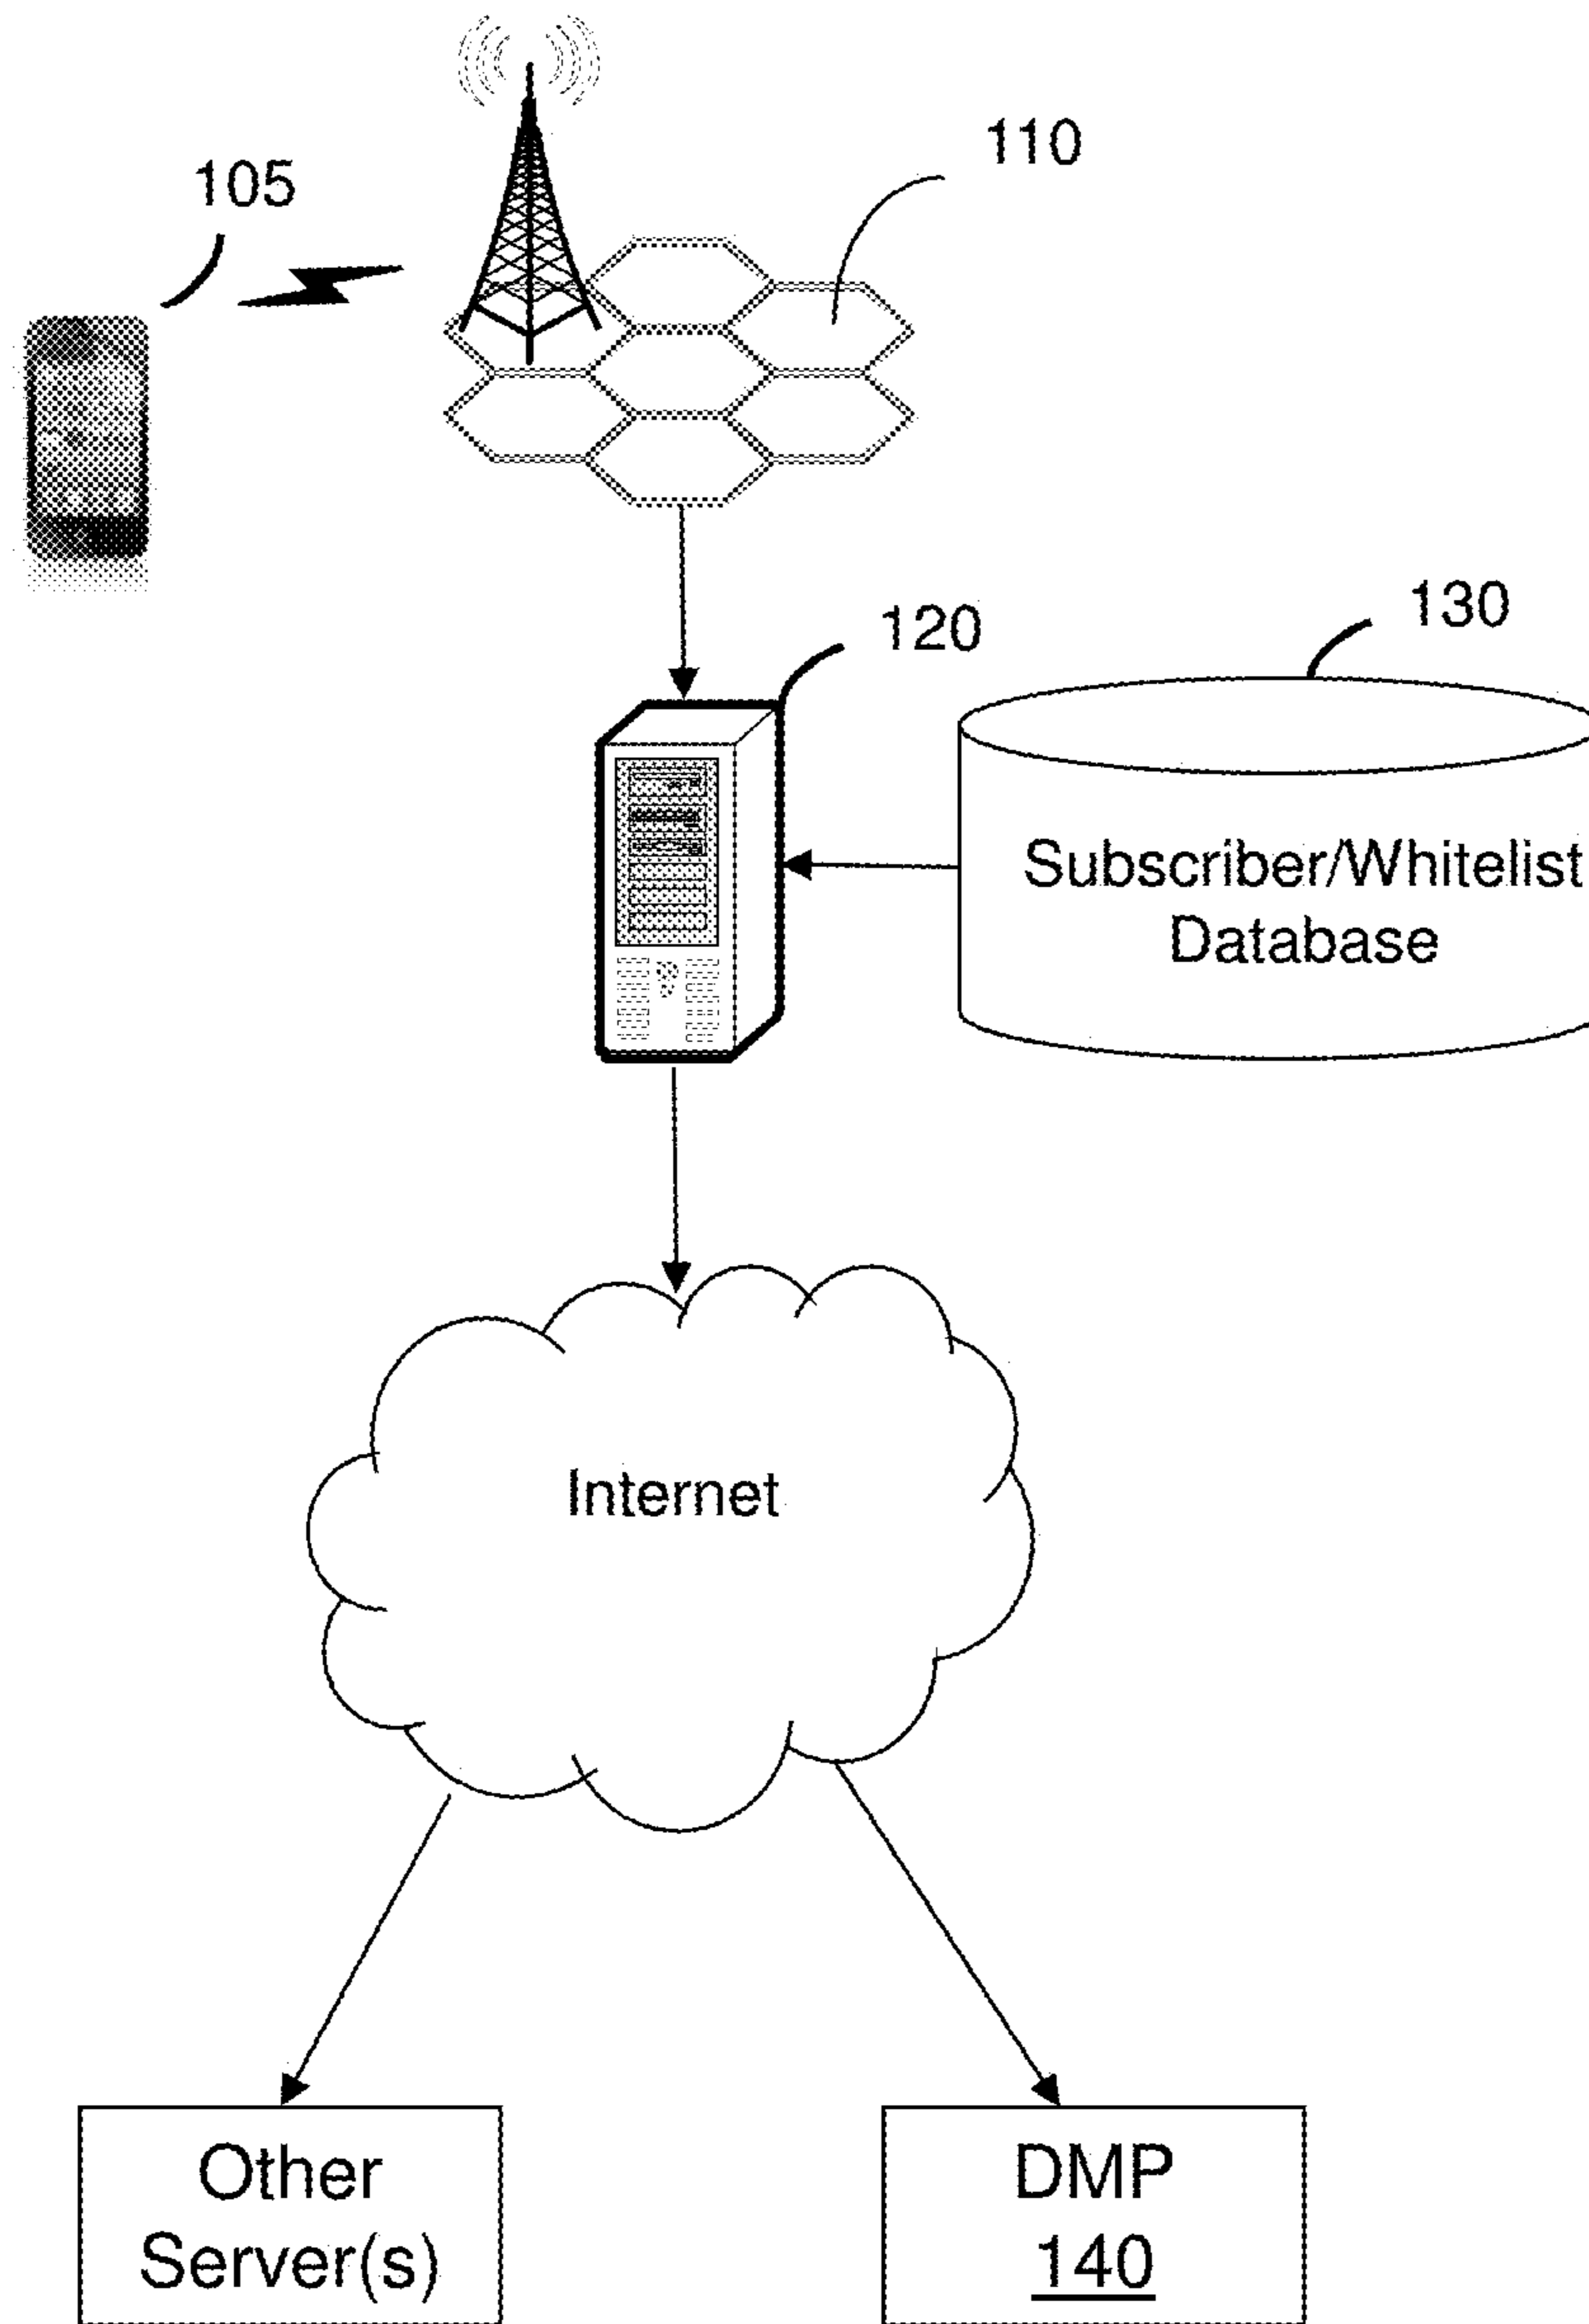 110
105
130
120
Subscriber/Whitelist
Database
Internet
Other
Server(s)
DMP
140